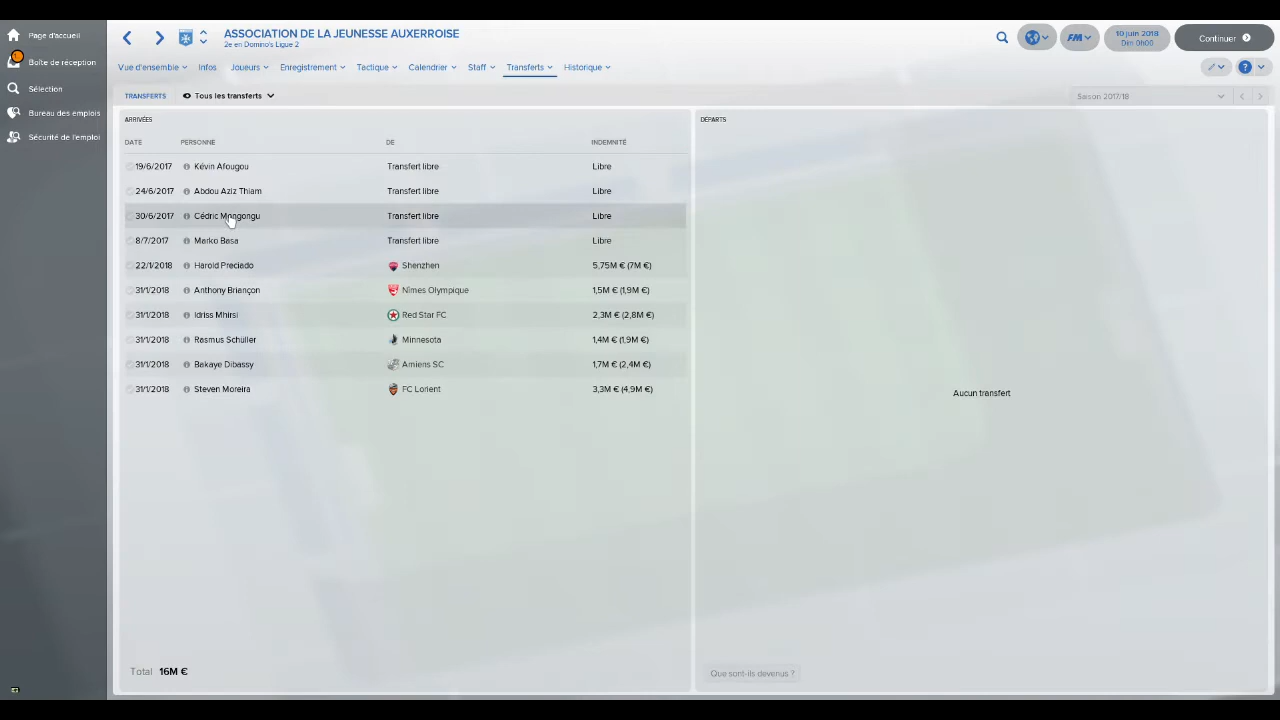 Page d'accueil
Boîte de réception
Sélection
Bureau des emplois
Sécurité de l'emploi
ASSOCIATION DE LA JEUNESSE AUXERROISE
2e en Domino's Ligue 2
FM
10 juin 2018
Dim 0h00
Continuer
Vue d'ensemble Infos Joueurs Enregistrement Tactique Calendrier Staff Transferts Historique
?
TRANSFERTS Tous les transferts Saison 2017/18
ARRIVÉES
DATE PERSONNE DE INDEMNITÉ
19/6/2017 Kévin Afougou Transfert libre Libre
24/6/2017 Abdou Aziz Thiam Transfert libre Libre
30/6/2017 Cédric Mongongu Transfert libre Libre
8/7/2017 Marko Basa Transfert libre Libre
22/1/2018 Harold Preciado Shenzhen 5,75M € (7M €)
31/1/2018 Anthony Briançon Nîmes Olympique 1,5M € (1,9M €)
31/1/2018 Idriss Mhirsi Red Star FC 2,3M € (2,8M €)
31/1/2018 Rasmus Schüller Minnesota 1,4M € (1,9M €)
31/1/2018 Bakaye Dibassy Amiens SC 1,7M € (2,4M €)
31/1/2018 Steven Moreira FC Lorient 3,3M € (4,9M €)
Total 16M €
DÉPARTS
Aucun transfert
Que sont-ils devenus ?